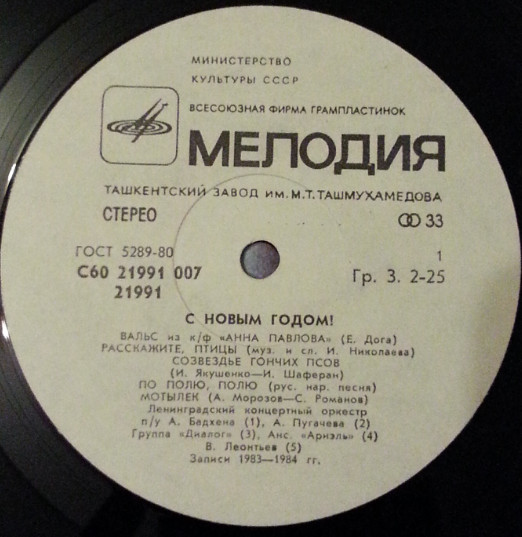 МИНИСТЕРСТВО
КУЛЬТУРЫ СССР
ВСЕСОЮЗНАЯ ФИРМА ГРАМПЛАСТИНОК
МЕЛОДИЯ
ТАШКЕНТСКИЙ ЗАВОД ИМ. М.Т. ТАШМУХАМЕДОВА
СТЕРЕО 33
ГОСТ 5289-80 1
С60 21991 007 Гр. 3. 2-25
21991
С НОВЫМ ГОДОМ!
ВАЛЬС из к/ф «АННА ПАВЛОВА» (Е. Дога)
РАССКАЖИТЕ, ПТИЦЫ (муз. и сл. И. Николаева)
СОЗВЕЗДЬЕ ГОНЧИХ ПСОВ
(И. Якушенко—И. Шаферан)
ПО ПОЛЮ, ПОЛЮ (рус. нар. песня)
МОТЫЛЕК (А. Морозов—С. Романов)
Ленинградский концертный оркестр
п/у А. Бадхена (1), А. Пугачева (2)
Группа «Диалог» (3), Анс. «Ариэль» (4)
В. Леонтьев (5)
Записи 1983—1984 гг.